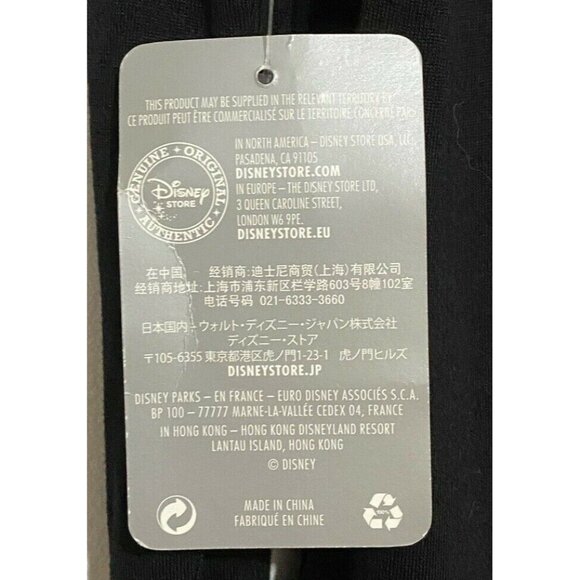 THIS PRODUCT MAY BE SUPPLIED IN THE RELEVANT TERRITORY BY
CE PRODUIT PEUT ÊTRE COMMERCIALISÉ SUR LE TERRITOIRE CONCERNÉ PAR
GENUINE • ORIGINAL
Disney
STORE
AUTHENTIC
IN NORTH AMERICA – DISNEY STORE USA, LLC
PASADENA, CA 91105
DISNEYSTORE.COM
IN EUROPE – THE DISNEY STORE LTD,
3 QUEEN CAROLINE STREET,
LONDON W6 9PE.
DISNEYSTORE.EU
在中国。 经销商:迪士尼商贸(上海)有限公司
经销商地址:上海市浦东新区栏学路603号8幢102室
电话号码 021-6333-3660
日本国内-ウォルト・ディズニー・ジャパン株式会社
ディズニー・ストア
〒105-6355 東京都港区虎ノ門1-23-1 虎ノ門ヒルズ
DISNEYSTORE.JP
DISNEY PARKS – EN FRANCE – EURO DISNEY ASSOCIÉS S.C.A.
BP 100 – 77777 MARNE-LA-VALLÉE CEDEX 04, FRANCE
IN HONG KONG – HONG KONG DISNEYLAND RESORT
LANTAU ISLAND, HONG KONG
© DISNEY
MADE IN CHINA
FABRIQUÉ EN CHINE
100%